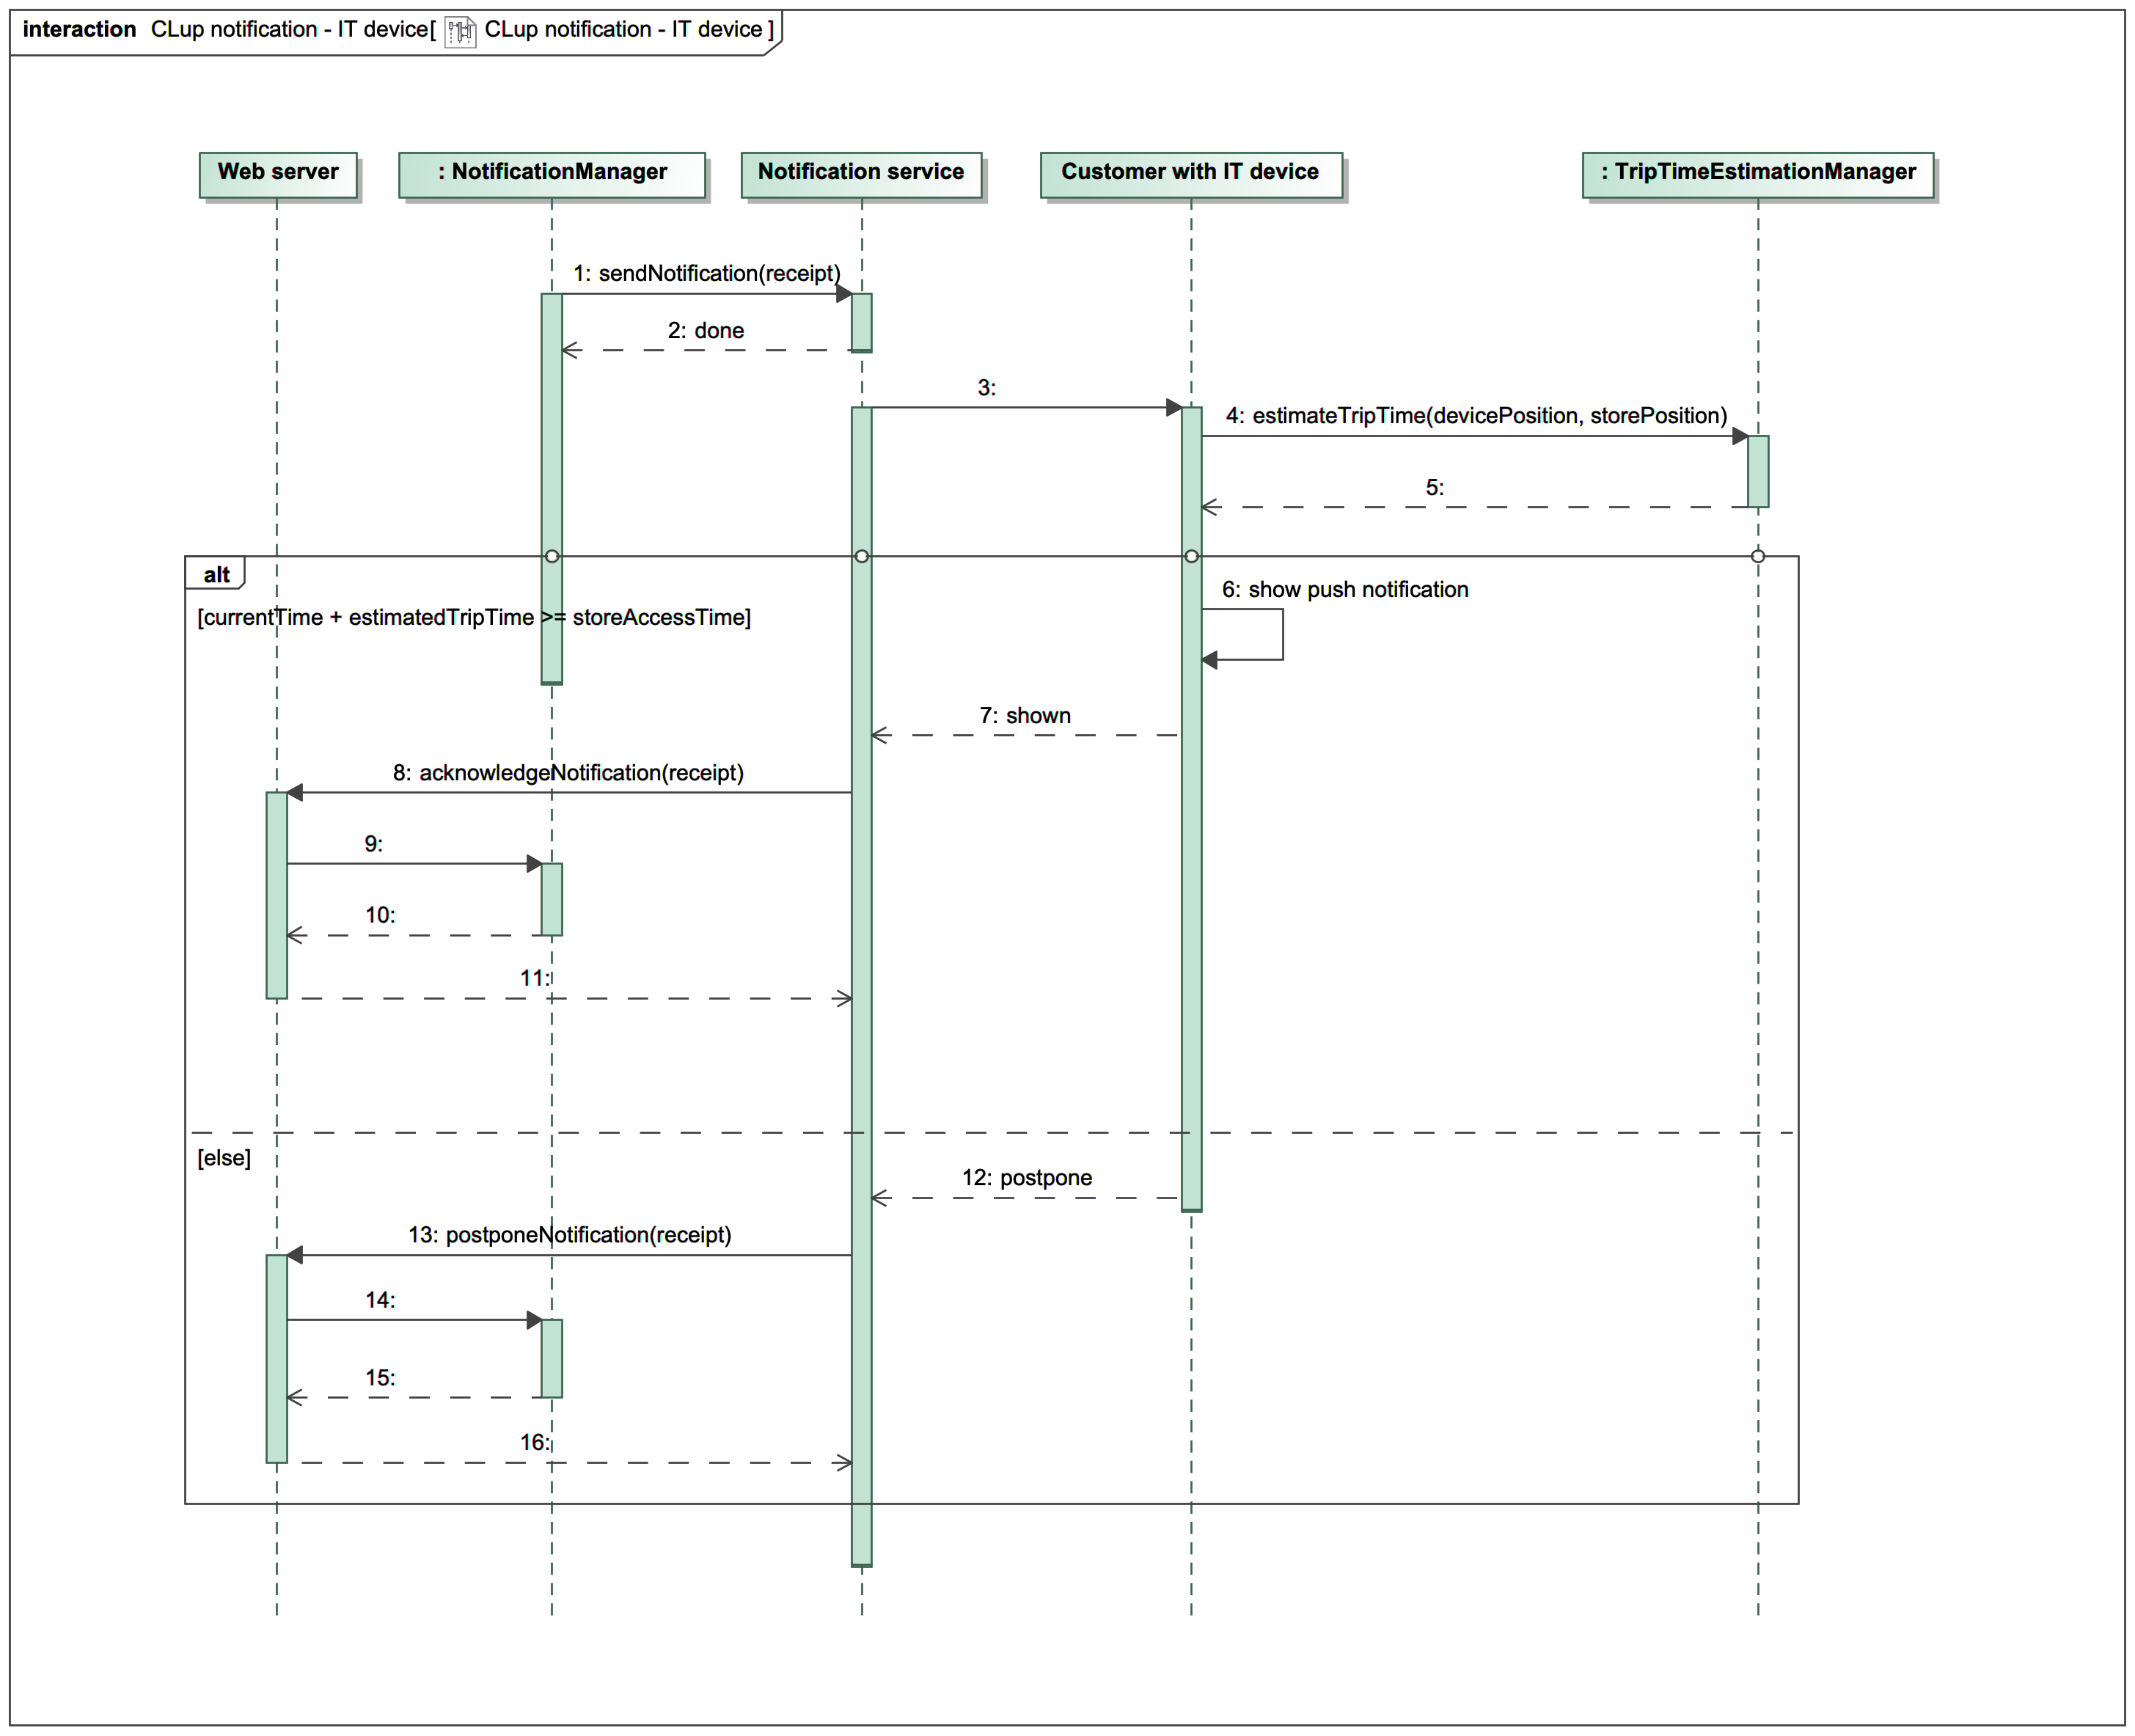 interaction CLup notification - IT device[ CLup notification - IT device ]
Web server
: NotificationManager
Notification service
Customer with IT device
: TripTimeEstimationManager
1: sendNotification(receipt)
2: done
3:
4: estimateTripTime(devicePosition, storePosition)
5:
alt
[currentTime + estimatedTripTime >= storeAccessTime]
6: show push notification
7: shown
8: acknowledgeNotification(receipt)
9:
10:
11:
[else]
12: postpone
13: postponeNotification(receipt)
14:
15:
16: